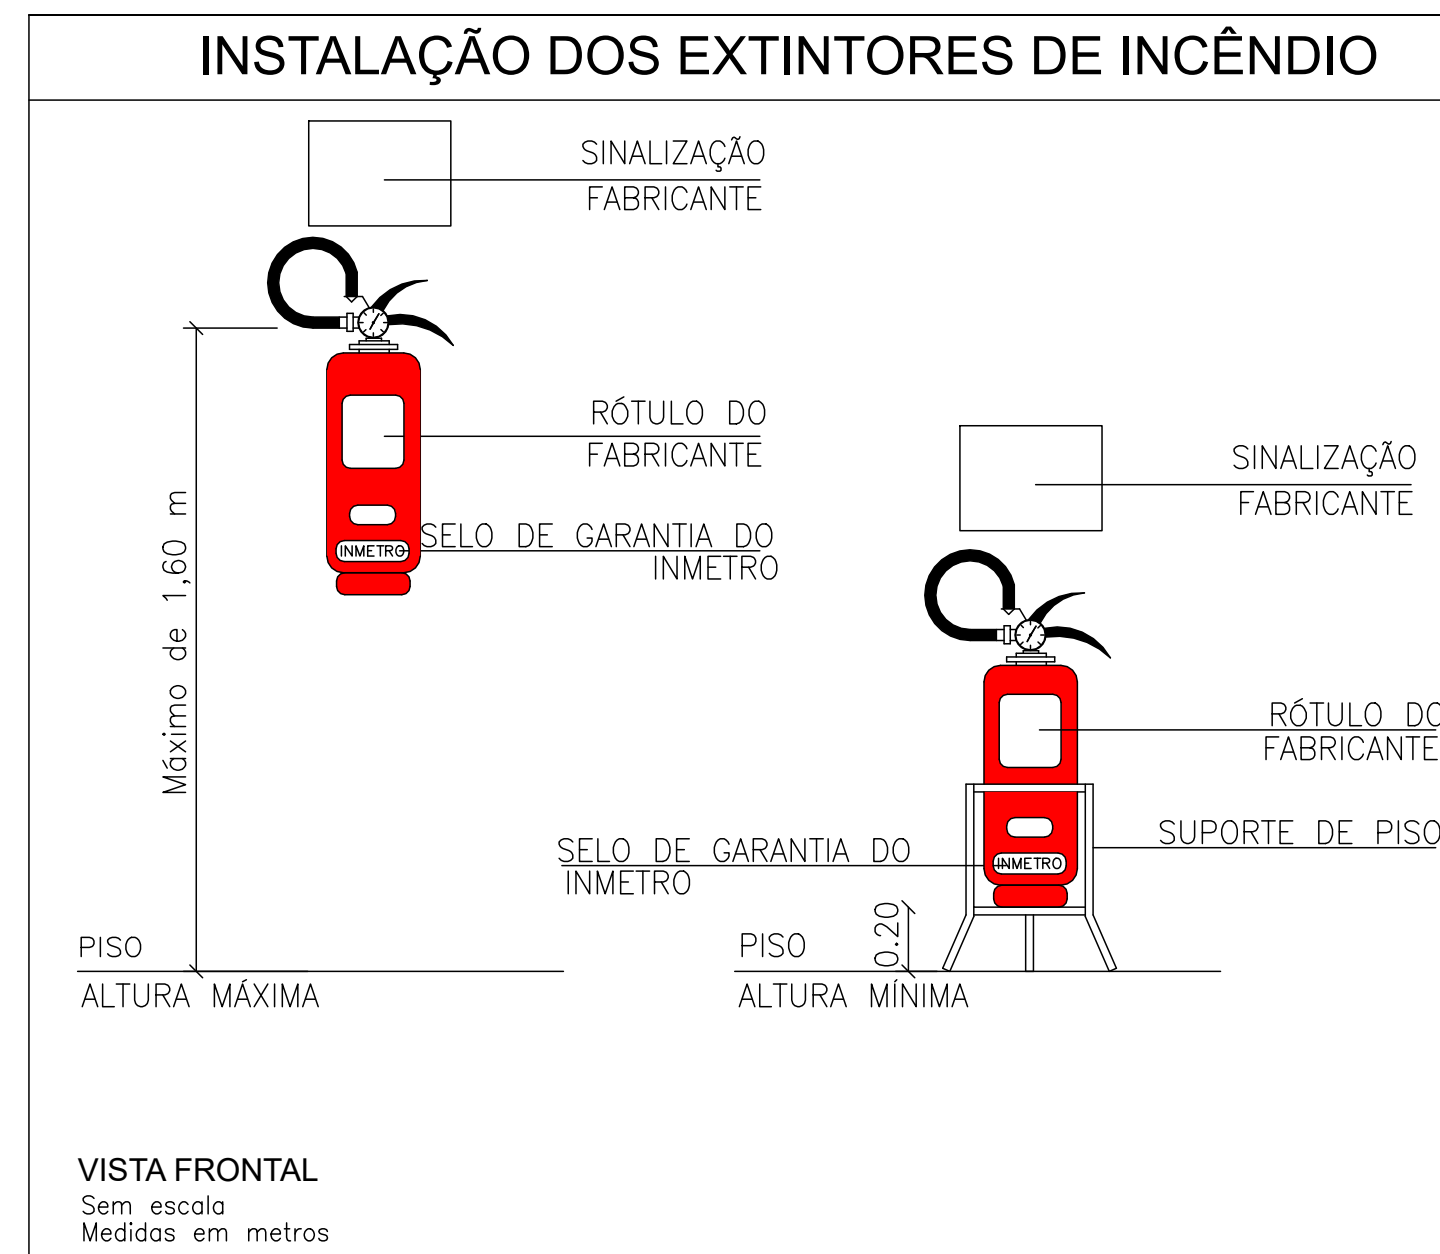 INSTALAÇÃO DOS EXTINTORES DE INCÊNDIO
SINALIZAÇÃO
FABRICANTE
RÓTULO DO
FABRICANTE
SELO DE GARANTIA DO
INMETRO
INMETRO
Máximo de 1,60 m
PISO
ALTURA MÁXIMA
SINALIZAÇÃO
FABRICANTE
RÓTULO DO
FABRICANTE
SUPORTE DE PISO
SELO DE GARANTIA DO
INMETRO
INMETRO
0.20
PISO
ALTURA MÍNIMA
VISTA FRONTAL
Sem escala
Medidas em metros